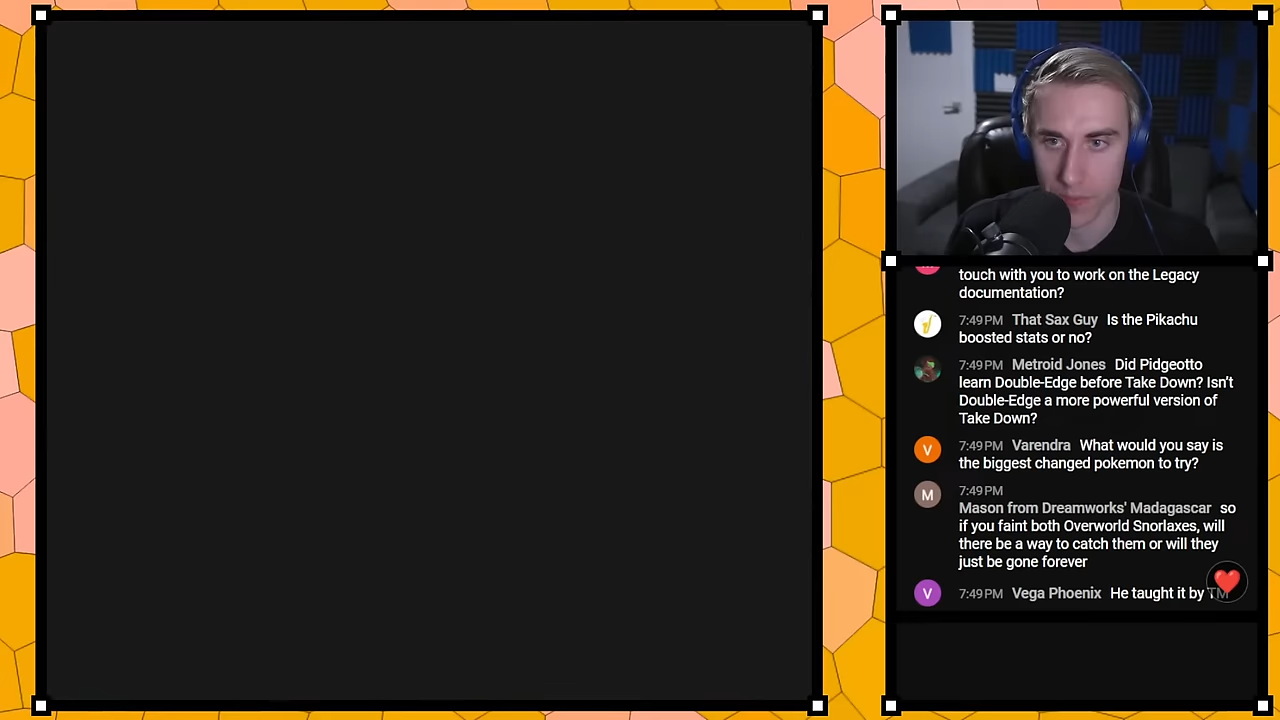 touch with you to work on the Legacy
documentation?
7:49 PM That Sax Guy Is the Pikachu
boosted stats or no?
7:49 PM Metroid Jones Did Pidgeotto
learn Double-Edge before Take Down? Isn't
Double-Edge a more powerful version of
Take Down?
V 7:49 PM Varendra What would you say is
the biggest changed pokemon to try?
M 7:49 PM
Mason from Dreamworks' Madagascar so
if you faint both Overworld Snorlaxes, will
there be a way to catch them or will they
just be gone forever
V 7:49 PM Vega Phoenix He taught it by TM